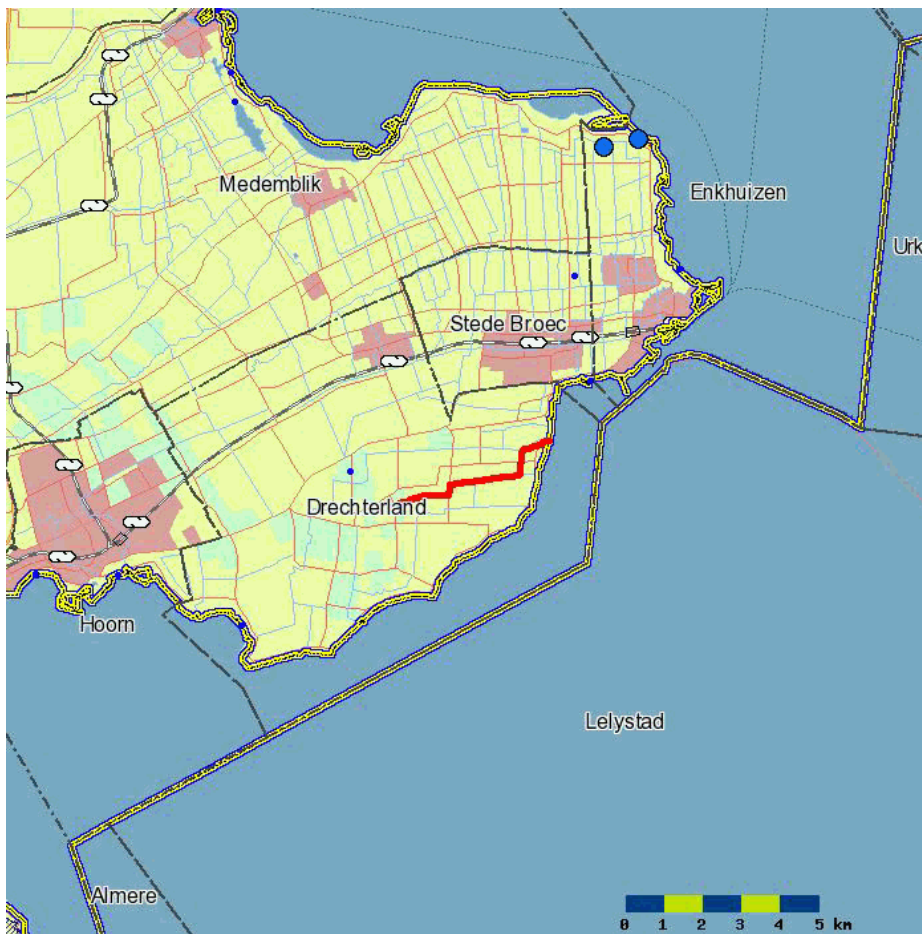 Medemblik
Enkhuizen
Urk
Stede Broec
Drechterland
Hoorn
Lelystad
Almere
0 1 2 3 4 5 km